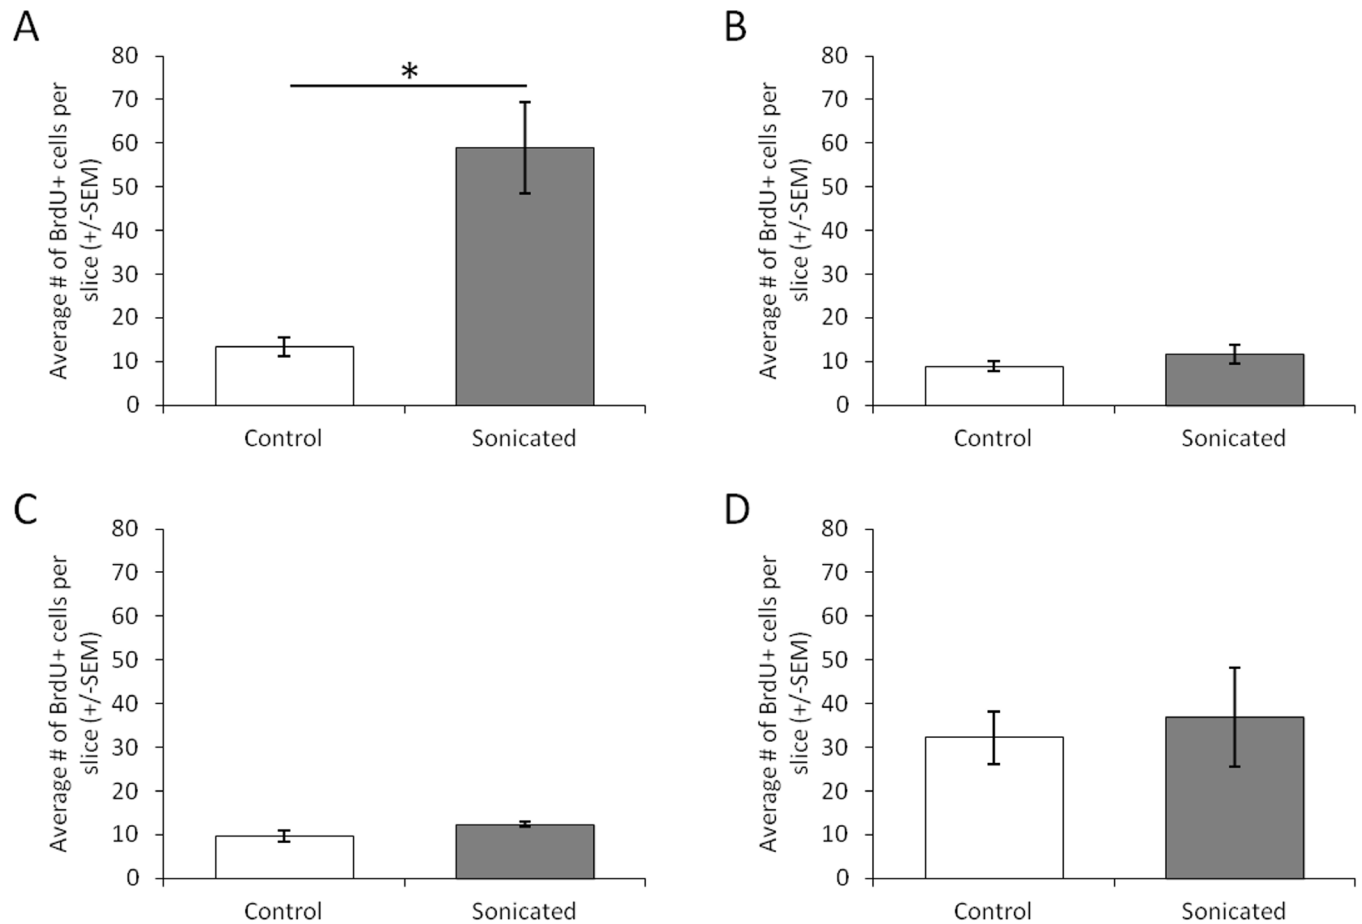 A
Average # of BrdU+ cells per
slice (+/-SEM)
80
70
60
50
40
30
20
10
0
*
Control
Sonicated
B
Average # of BrdU+ cells per
slice (+/-SEM)
80
70
60
50
40
30
20
10
0
Control
Sonicated
C
Average # of BrdU+ cells per
slice (+/-SEM)
80
70
60
50
40
30
20
10
0
Control
Sonicated
D
Average # of BrdU+ cells per
slice (+/-SEM)
80
70
60
50
40
30
20
10
0
Control
Sonicated